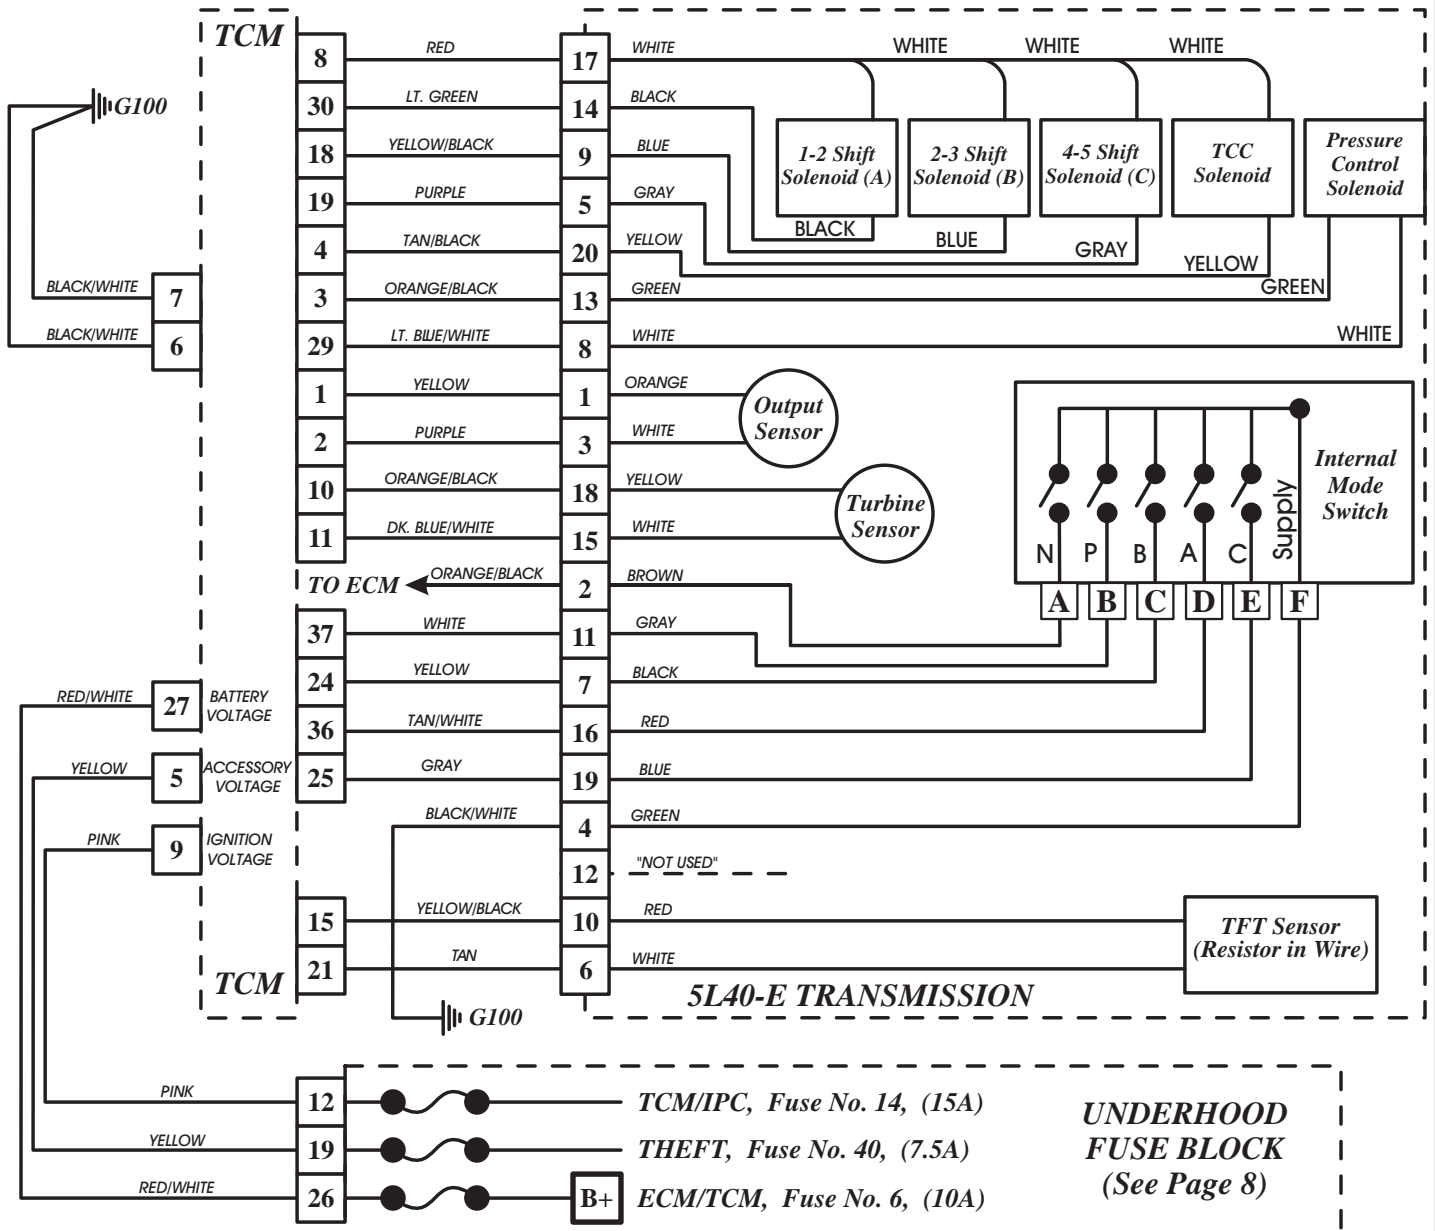 TCM
8 RED 17 WHITE WHITE WHITE WHITE
G100
30 LT. GREEN 14 BLACK
18 YELLOW/BLACK 9 BLUE
1-2 Shift
Solenoid (A)
2-3 Shift
Solenoid (B)
4-5 Shift
Solenoid (C)
TCC
Solenoid
Pressure
Control
Solenoid
19 PURPLE 5 GRAY
BLACK
4 TAN/BLACK 20 YELLOW
BLUE
GRAY
YELLOW
BLACK/WHITE 7
3 ORANGE/BLACK 13 GREEN GREEN
BLACK/WHITE 6
29 LT. BLUE/WHITE 8 WHITE WHITE
1 YELLOW 1 ORANGE
Output
Sensor
2 PURPLE 3 WHITE
10 ORANGE/BLACK 18 YELLOW
Turbine
Sensor
11 DK. BLUE/WHITE 15 WHITE
Internal
Mode
Switch
N P B A C Supply
A B C D E F
TO ECM ORANGE/BLACK 2 BROWN
37 WHITE 11 GRAY
24 YELLOW 7 BLACK
RED/WHITE 27 BATTERY
VOLTAGE
36 TAN/WHITE 16 RED
YELLOW 5 ACCESSORY
VOLTAGE
25 GRAY 19 BLUE
BLACK/WHITE 4 GREEN
PINK 9 IGNITION
VOLTAGE
12 "NOT USED"
15 YELLOW/BLACK 10 RED
TFT Sensor
(Resistor in Wire)
21 TAN 6 WHITE
TCM
5L40-E TRANSMISSION
G100
PINK 12 TCM/IPC, Fuse No. 14, (15A)
YELLOW 19 THEFT, Fuse No. 40, (7.5A)
RED/WHITE 26 B+ ECM/TCM, Fuse No. 6, (10A)
UNDERHOOD
FUSE BLOCK
(See Page 8)